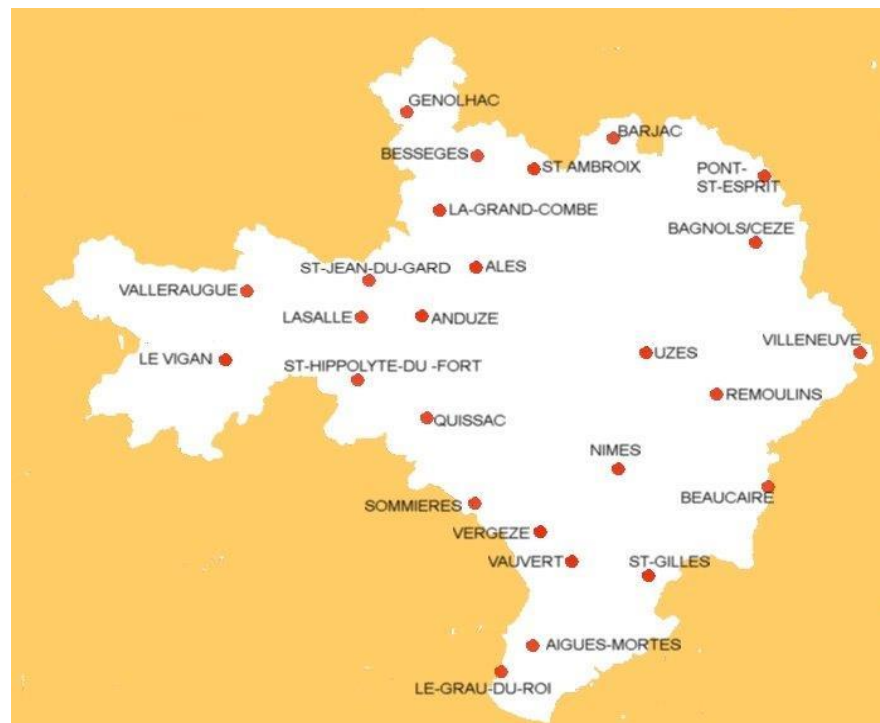 GENOLHAC
BARJAC
BESSEGES
ST AMBROIX
PONT-
ST-ESPRIT
LA-GRAND-COMBE
BAGNOLS/CEZE
ST-JEAN-DU-GARD
ALES
VALLERAUGUE
LASALLE
ANDUZE
VILLENEUVE
LE VIGAN
UZES
ST-HIPPOLYTE-DU -FORT
REMOULINS
QUISSAC
NIMES
BEAUCAIRE
SOMMIERES
VERGEZE
VAUVERT
ST-GILLES
AIGUES-MORTES
LE-GRAU-DU-ROI